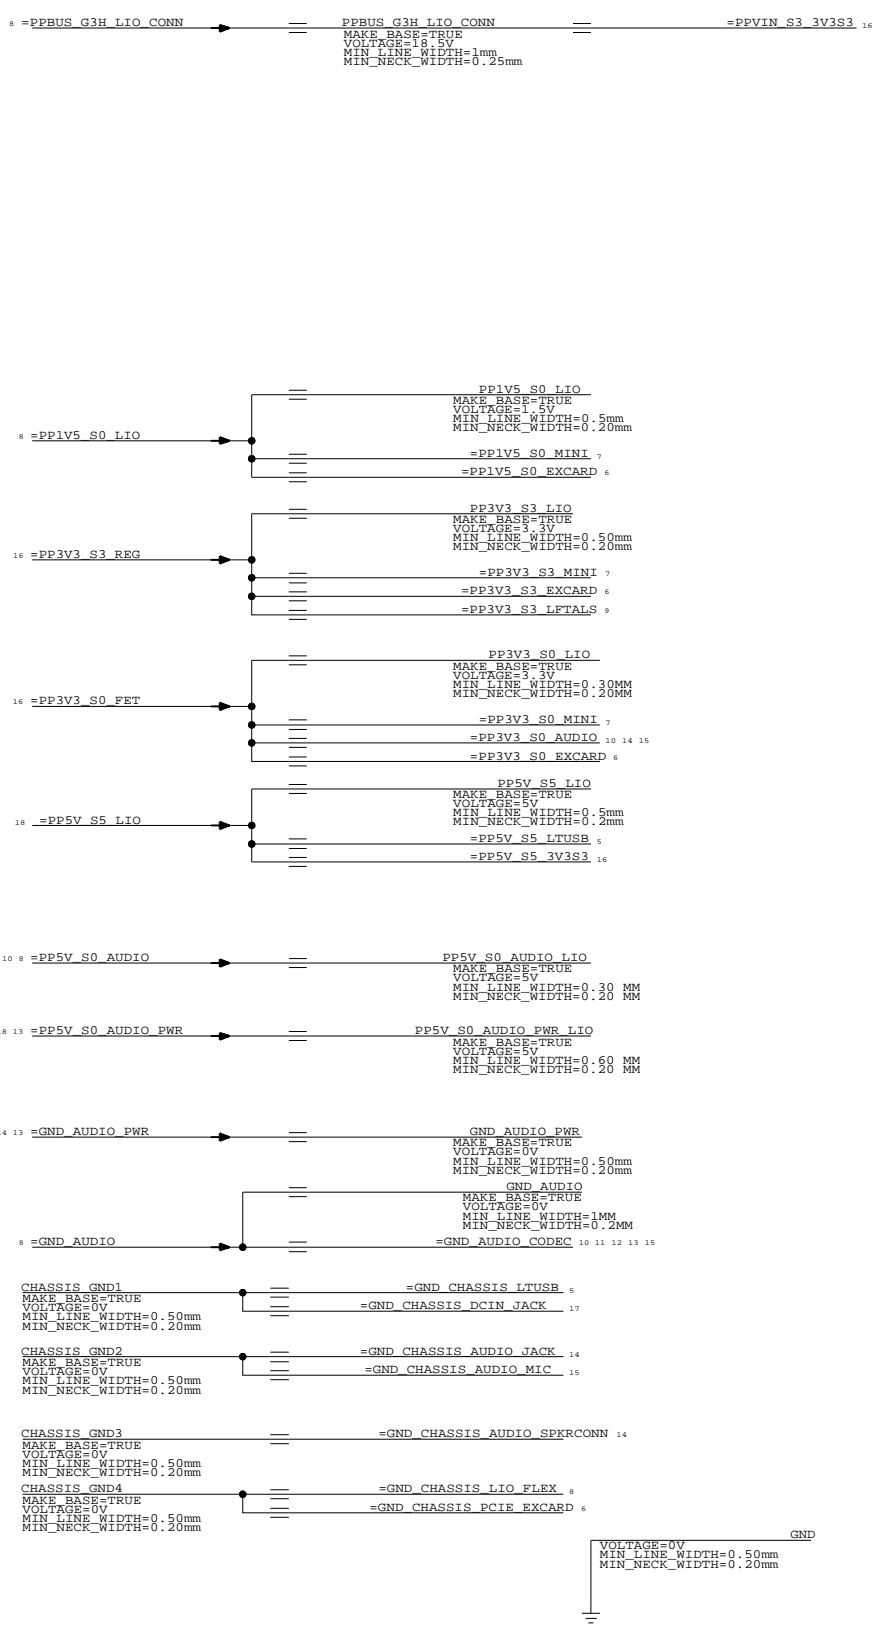 8 =PPBUS_G3H_LIO_CONN PPBUS_G3H_LIO_CONN =PPVIN_S3_3V3S3 16
MAKE_BASE=TRUE
VOLTAGE=18.5V
MIN_LINE_WIDTH=1mm
MIN_NECK_WIDTH=0.25mm
PP1V5_S0_LIO
MAKE_BASE=TRUE
VOLTAGE=1.5V
MIN_LINE_WIDTH=0.5mm
MIN_NECK_WIDTH=0.20mm
8 =PP1V5_S0_LIO
=PP1V5_S0_MINI 7
=PP1V5_S0_EXCARD 6
PP3V3_S3_LIO
MAKE_BASE=TRUE
VOLTAGE=3.3V
MIN_LINE_WIDTH=0.50mm
MIN_NECK_WIDTH=0.20mm
16 =PP3V3_S3_REG
=PP3V3_S3_MINI 7
=PP3V3_S3_EXCARD 6
=PP3V3_S3_LFTALS 9
PP3V3_S0_LIO
MAKE_BASE=TRUE
VOLTAGE=3.3V
MIN_LINE_WIDTH=0.30MM
MIN_NECK_WIDTH=0.20MM
16 =PP3V3_S0_FET
=PP3V3_S0_MINI 7
=PP3V3_S0_AUDIO 10 14 15
=PP3V3_S0_EXCARD 6
PP5V_S5_LIO
MAKE_BASE=TRUE
VOLTAGE=5V
MIN_LINE_WIDTH=0.5mm
MIN_NECK_WIDTH=0.2mm
18 =PP5V_S5_LIO
=PP5V_S5_LTUSB 5
=PP5V_S5_3V3S3 16
10 8 =PP5V_S0_AUDIO PP5V_S0_AUDIO_LIO
MAKE_BASE=TRUE
VOLTAGE=5V
MIN_LINE_WIDTH=0.30 MM
MIN_NECK_WIDTH=0.20 MM
8 13 =PP5V_S0_AUDIO_PWR PP5V_S0_AUDIO_PWR_LIO
MAKE_BASE=TRUE
VOLTAGE=5V
MIN_LINE_WIDTH=0.60 MM
MIN_NECK_WIDTH=0.20 MM
4 13 =GND_AUDIO_PWR GND_AUDIO_PWR
MAKE_BASE=TRUE
VOLTAGE=0V
MIN_LINE_WIDTH=0.50mm
MIN_NECK_WIDTH=0.20mm
GND_AUDIO
MAKE_BASE=TRUE
VOLTAGE=0V
MIN_LINE_WIDTH=1MM
MIN_NECK_WIDTH=0.2MM
8 =GND_AUDIO =GND_AUDIO_CODEC 10 11 12 13 15
CHASSIS_GND1 =GND_CHASSIS_LTUSB 5
MAKE_BASE=TRUE
VOLTAGE=0V
MIN_LINE_WIDTH=0.50mm
MIN_NECK_WIDTH=0.20mm
=GND_CHASSIS_DCIN_JACK 17
CHASSIS_GND2 =GND_CHASSIS_AUDIO_JACK 14
MAKE_BASE=TRUE
VOLTAGE=0V
MIN_LINE_WIDTH=0.50mm
MIN_NECK_WIDTH=0.20mm
=GND_CHASSIS_AUDIO_MIC 15
CHASSIS_GND3 =GND_CHASSIS_AUDIO_SPKRCONN 14
MAKE_BASE=TRUE
VOLTAGE=0V
MIN_LINE_WIDTH=0.50mm
MIN_NECK_WIDTH=0.20mm
CHASSIS_GND4 =GND_CHASSIS_LIO_FLEX 8
MAKE_BASE=TRUE
VOLTAGE=0V
MIN_LINE_WIDTH=0.50mm
MIN_NECK_WIDTH=0.20mm
=GND_CHASSIS_PCIE_EXCARD 6
GND
VOLTAGE=0V
MIN_LINE_WIDTH=0.50mm
MIN_NECK_WIDTH=0.20mm